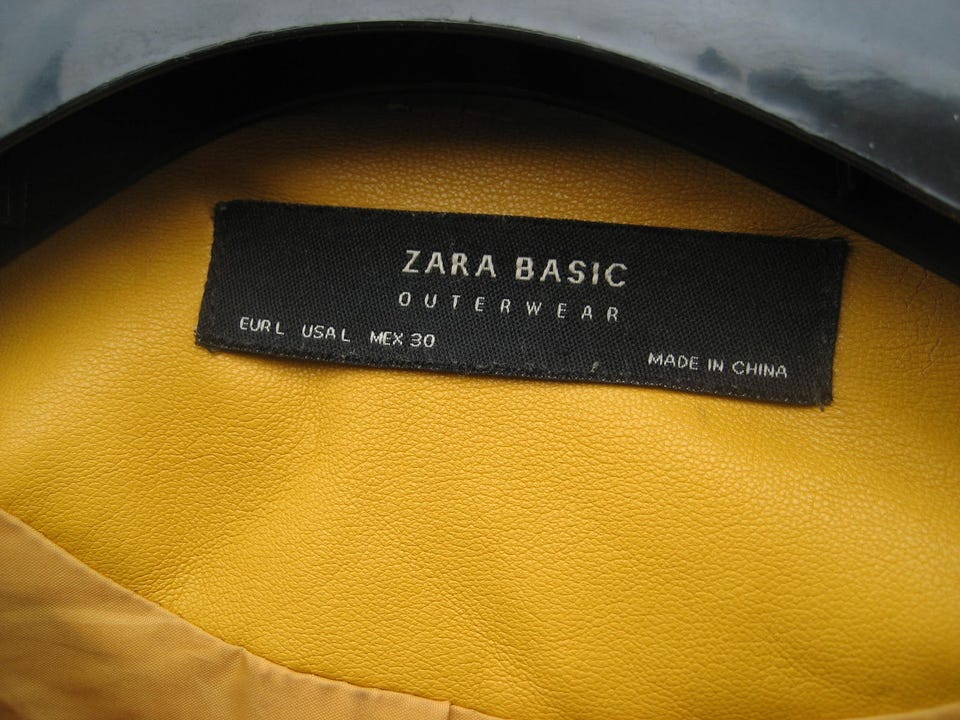 ZARA BASIC
OUTERWEAR
EUR L USA L MEX 30
MADE IN CHINA